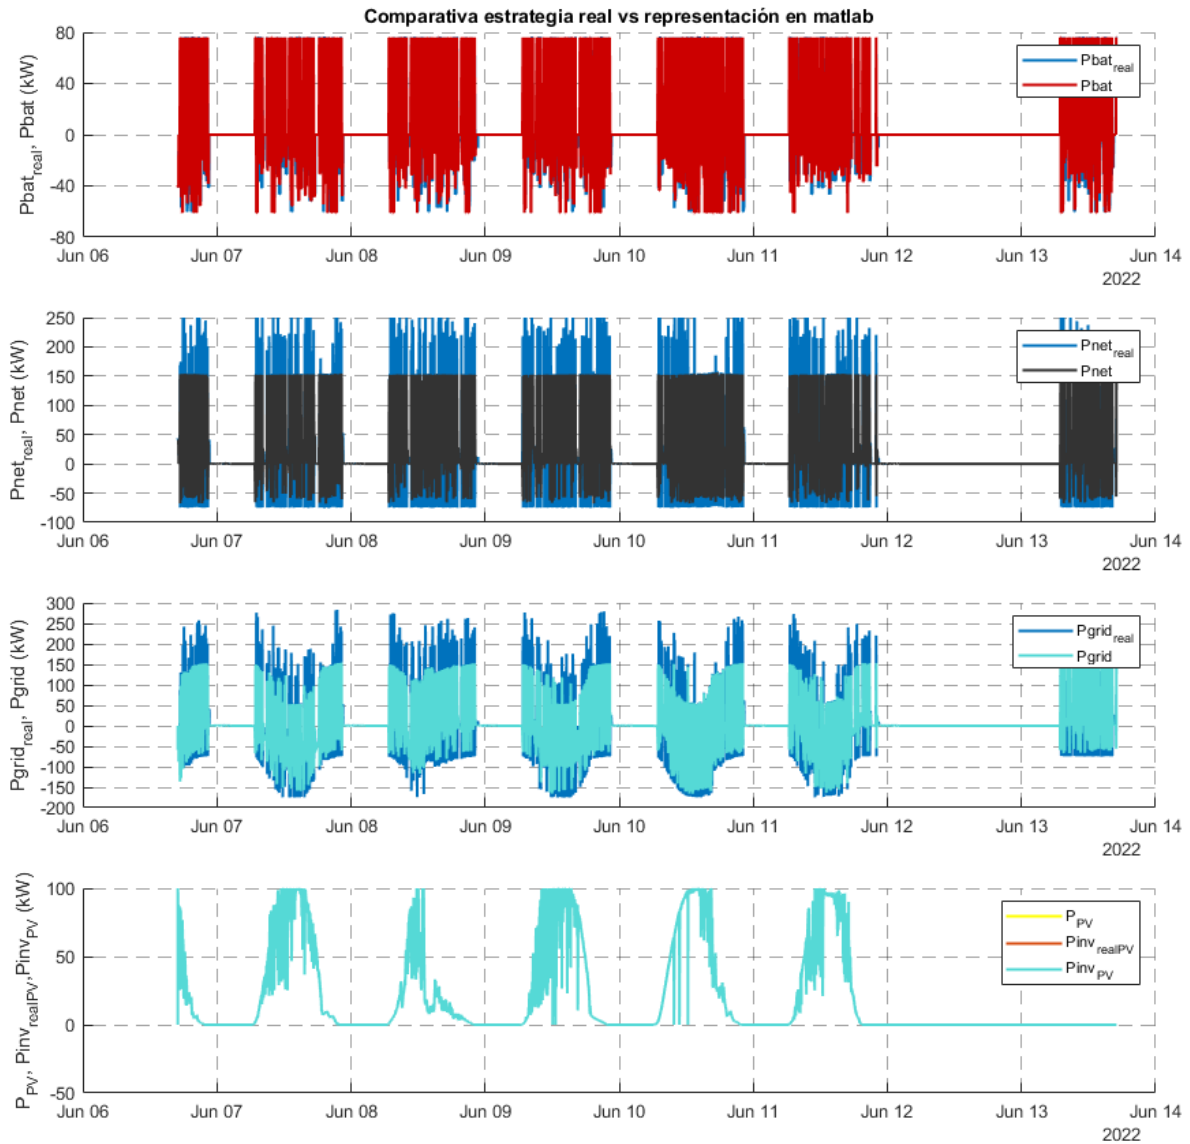 Comparativa estrategia real vs representación en matlab
Pbat_real, Pbat (kW)
80
40
0
-40
-80
Pbat_real
Pbat
Jun 06 Jun 07 Jun 08 Jun 09 Jun 10 Jun 11 Jun 12 Jun 13 Jun 14
2022
Pnet_real, Pnet (kW)
250
200
150
100
50
0
-50
-100
Pnet_real
Pnet
Jun 06 Jun 07 Jun 08 Jun 09 Jun 10 Jun 11 Jun 12 Jun 13 Jun 14
2022
Pgrid_real, Pgrid (kW)
300
250
200
150
100
50
0
-50
-100
-150
-200
Pgrid_real
Pgrid
Jun 06 Jun 07 Jun 08 Jun 09 Jun 10 Jun 11 Jun 12 Jun 13 Jun 14
2022
P_PV, Pinv_realPV,Pinv_PV (kW)
100
50
0
-50
P_PV
Pinv_realPV
Pinv_PV
Jun 06 Jun 07 Jun 08 Jun 09 Jun 10 Jun 11 Jun 12 Jun 13 Jun 14
2022